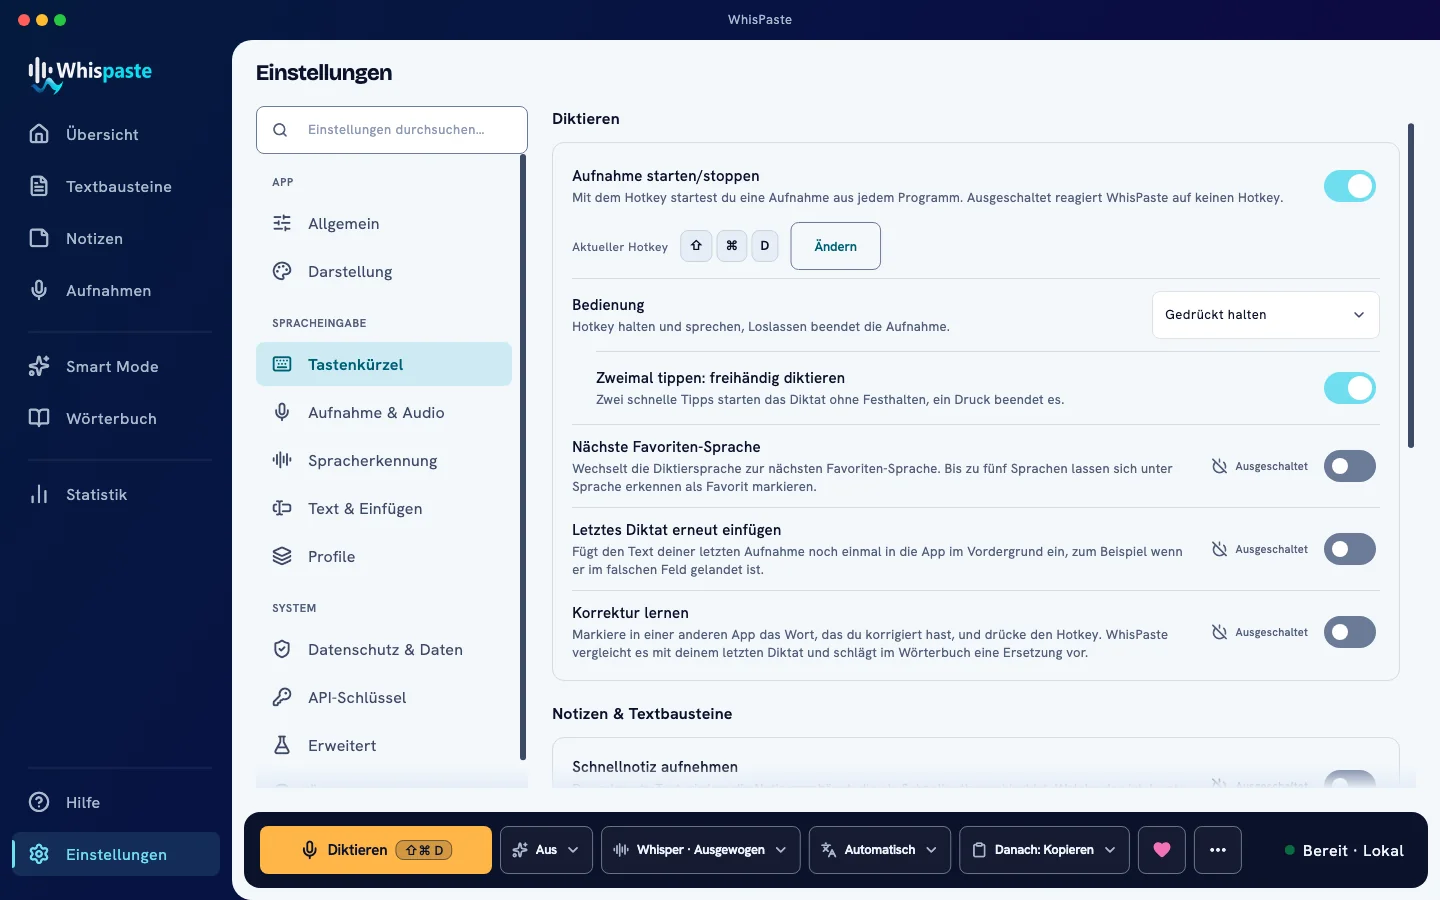 WhisPaste
Whispaste
Übersicht
Textbausteine
Notizen
Aufnahmen
Smart Mode
Wörterbuch
Statistik
Hilfe
Einstellungen
Einstellungen
Einstellungen durchsuchen...
APP
Allgemein
Darstellung
SPRACHEINGABE
Tastenkürzel
Aufnahme & Audio
Spracherkennung
Text & Einfügen
Profile
SYSTEM
Datenschutz & Daten
API-Schlüssel
Erweitert
Diktieren
Aufnahme starten/stoppen
Mit dem Hotkey startest du eine Aufnahme aus jedem Programm. Ausgeschaltet reagiert WhisPaste auf keinen Hotkey.
Aktueller Hotkey ⇧ ⌘ D Ändern
Bedienung
Hotkey halten und sprechen, Loslassen beendet die Aufnahme.
Gedrückt halten
Zweimal tippen: freihändig diktieren
Zwei schnelle Tipps starten das Diktat ohne Festhalten, ein Druck beendet es.
Nächste Favoriten-Sprache
Wechselt die Diktiersprache zur nächsten Favoriten-Sprache. Bis zu fünf Sprachen lassen sich unter
Sprache erkennen als Favorit markieren.
Ausgeschaltet
Letztes Diktat erneut einfügen
Fügt den Text deiner letzten Aufnahme noch einmal in die App im Vordergrund ein, zum Beispiel wenn
er im falschen Feld gelandet ist.
Ausgeschaltet
Korrektur lernen
Markiere in einer anderen App das Wort, das du korrigiert hast, und drücke den Hotkey. WhisPaste
vergleicht es mit deinem letzten Diktat und schlägt im Wörterbuch eine Ersetzung vor.
Ausgeschaltet
Notizen & Textbausteine
Schnellnotiz aufnehmen
Diktieren ⇧⌘ D
Aus
Whisper · Ausgewogen
Automatisch
Danach: Kopieren
Bereit · Lokal